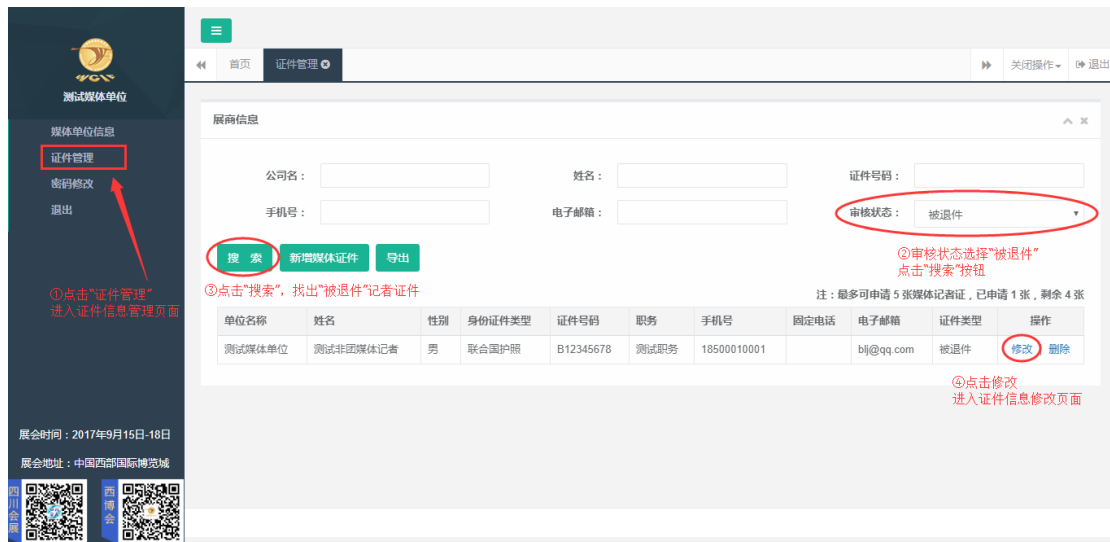 测试媒体单位
媒体单位信息
证件管理
密码修改
退出
①点击"证件管理"
进入证件信息管理页面
展会时间：2017年9月15日-18日
展会地址：中国西部国际博览城
四川会展
西博会
首页 证件管理 关闭操作 退出
展商信息
公司名： 姓名： 证件号码：
手机号： 电子邮箱： 审核状态： 被退件
搜 索 新增媒体证件 导出
②审核状态选择"被退件"
点击"搜索"按钮
③点击"搜索"，找出"被退件"记者证件
注：最多可申请 5 张媒体记者证，已申请 1 张，剩余 4 张
单位名称 姓名 性别 身份证件类型 证件号码 职务 手机号 固定电话 电子邮箱 证件类型 操作
测试媒体单位 测试非团媒体记者 男 联合国护照 B12345678 测试职务 18500010001 blj@qq.com 被退件 修改 | 删除
④点击修改
进入证件信息修改页面